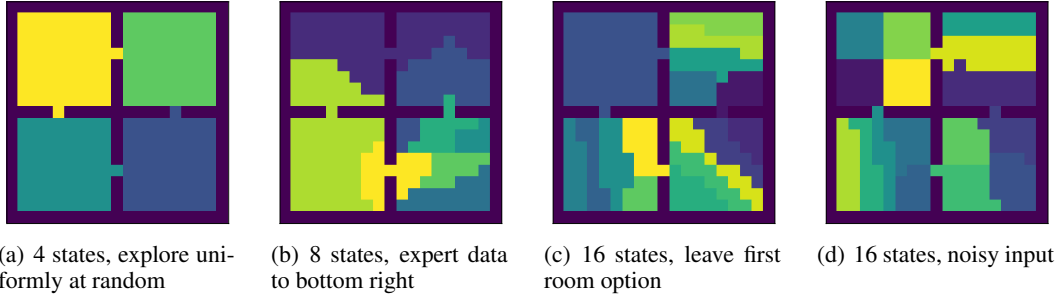 (a) 4 states, explore uni-
formly at random
(b) 8 states, expert data
to bottom right
(c) 16 states, leave first
room option
(d) 16 states, noisy input